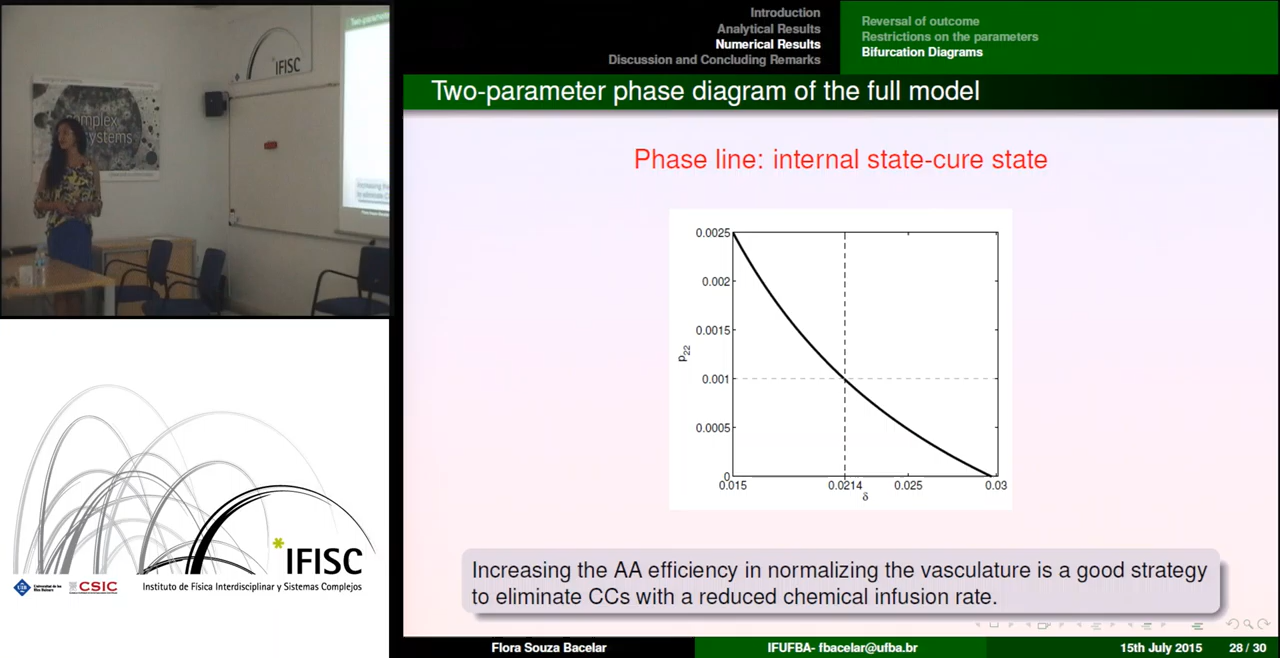 IFISC
complex
systems
Introduction
Analytical Results
Numerical Results
Discussion and Concluding Remarks
Reversal of outcome
Restrictions on the parameters
Bifurcation Diagrams
Two-parameter phase diagram of the full model
Phase line: internal state-cure state
0.0025
0.002
0.0015
0.001
0.0005
0
p22
0.015 0.0214 0.025 0.03
δ
Increasing the AA efficiency in normalizing the vasculature is a good strategy
to eliminate CCs with a reduced chemical infusion rate.
IFISC
CSIC
Instituto de Física Interdisciplinar y Sistemas Complejos
Flora Souza Bacelar IFUFBA- fbacelar@ufba.br 15th July 2015 28 / 30